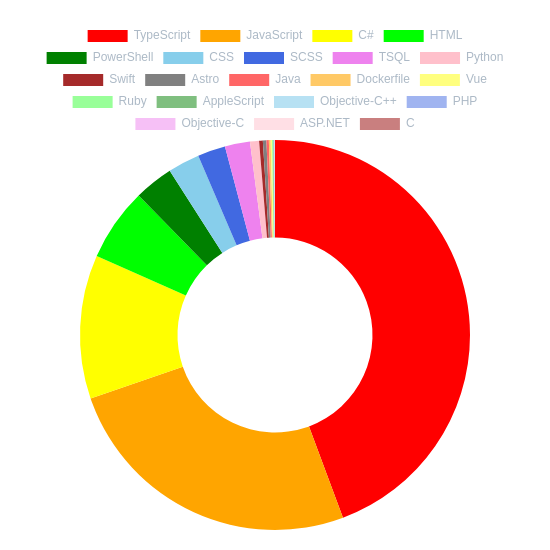 TypeScript JavaScript C# HTML
PowerShell CSS SCSS TSQL Python
Swift Astro Java Dockerfile Vue
Ruby AppleScript Objective-C++ PHP
Objective-C ASP.NET C